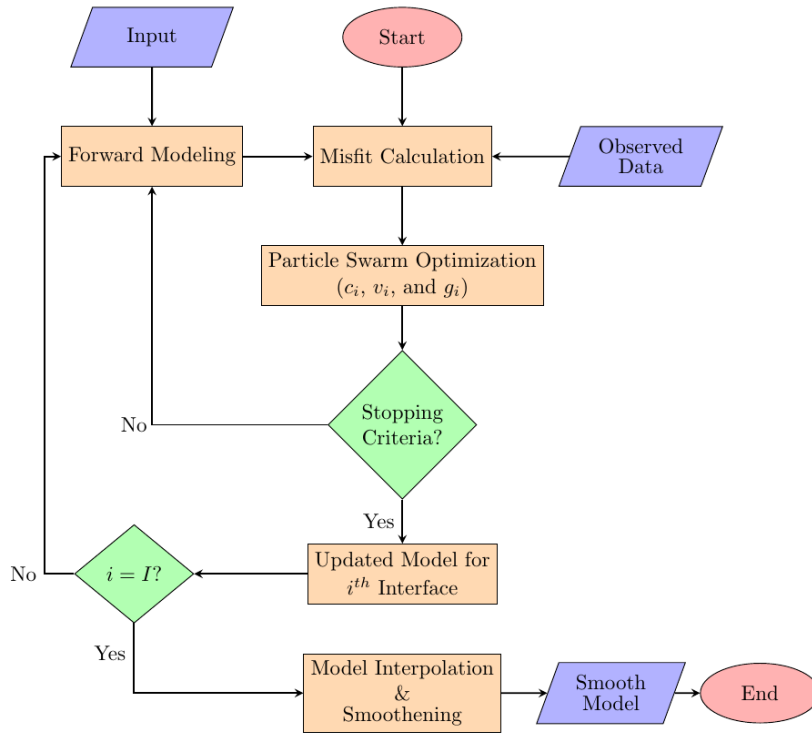 Input
Start
Forward Modeling
Misfit Calculation
Observed
Data
Particle Swarm Optimization
($c_i$, $v_i$, and $g_i$)
Stopping
Criteria?
No
Yes
Updated Model for
$i^{th}$ Interface
$i = I$?
No
Yes
Model Interpolation
&
Smoothening
Smooth
Model
End